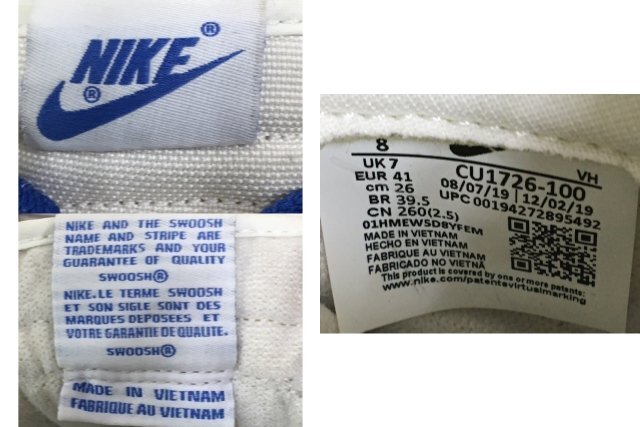 NIKE®
®
NIKE AND THE SWOOSH
NAME AND STRIPE ARE
TRADEMARKS AND YOUR
GUARANTEE OF QUALITY
SWOOSH®
NIKE.LE TERME SWOOSH
ET SON SIGLE SONT DES
MARQUES DEPOSEES ET
VOTRE GARANTIE DE QUALITE.
SWOOSH®
MADE IN VIETNAM
FABRIQUE AU VIETNAM
8
UK 7
EUR 41
cm 26
BR 39.5
CN 260(2.5)
VH
CU1726-100
08/07/19 | 12/02/19
UPC 00194272895492
01HMEW5D8YFEM
MADE IN VIETNAM
HECHO EN VIETNAM
FABRIQUE AU VIETNAM
FABRICADO NO VIETNÃ
This product is covered by one or more patents:
www.nike.com/patentsvirtualmarking